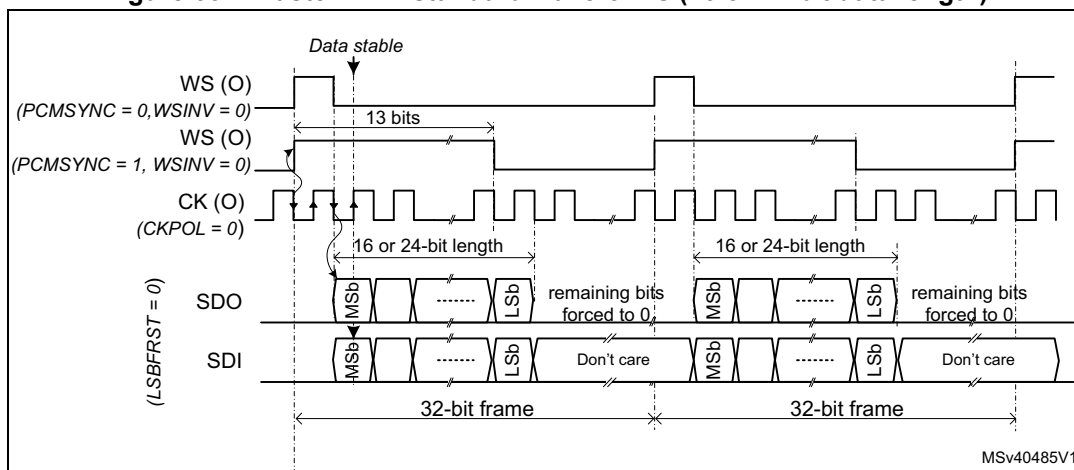 Data stable
WS (O)
(PCMSYNC = 0,WSINV = 0)
13 bits
WS (O)
(PCMSYNC = 1, WSINV = 0)
CK (O)
(CKPOL = 0)
16 or 24-bit length
16 or 24-bit length
(LSBFRST = 0)
SDO
MSb
LSb
remaining bits
forced to 0
MSb
LSb
remaining bits
forced to 0
SDI
MSb
LSb
Don't care
MSb
LSb
Don't care
32-bit frame
32-bit frame
MSv40485V1